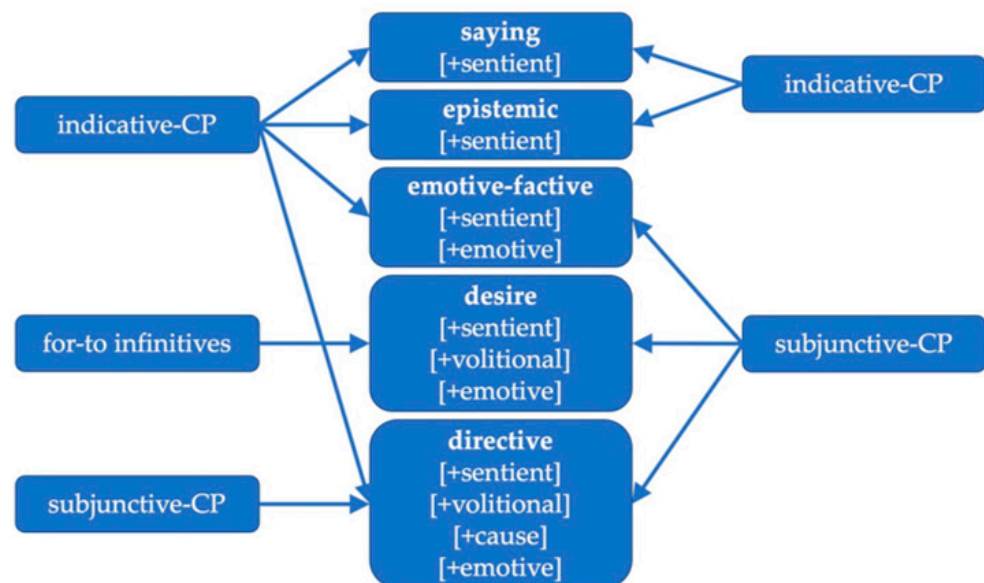 saying
[+sentient]
indicative-CP
epistemic
[+sentient]
indicative-CP
emotive-factive
[+sentient]
[+emotive]
for-to infinitives
desire
[+sentient]
[+volitional]
[+emotive]
subjunctive-CP
subjunctive-CP
directive
[+sentient]
[+volitional]
[+cause]
[+emotive]